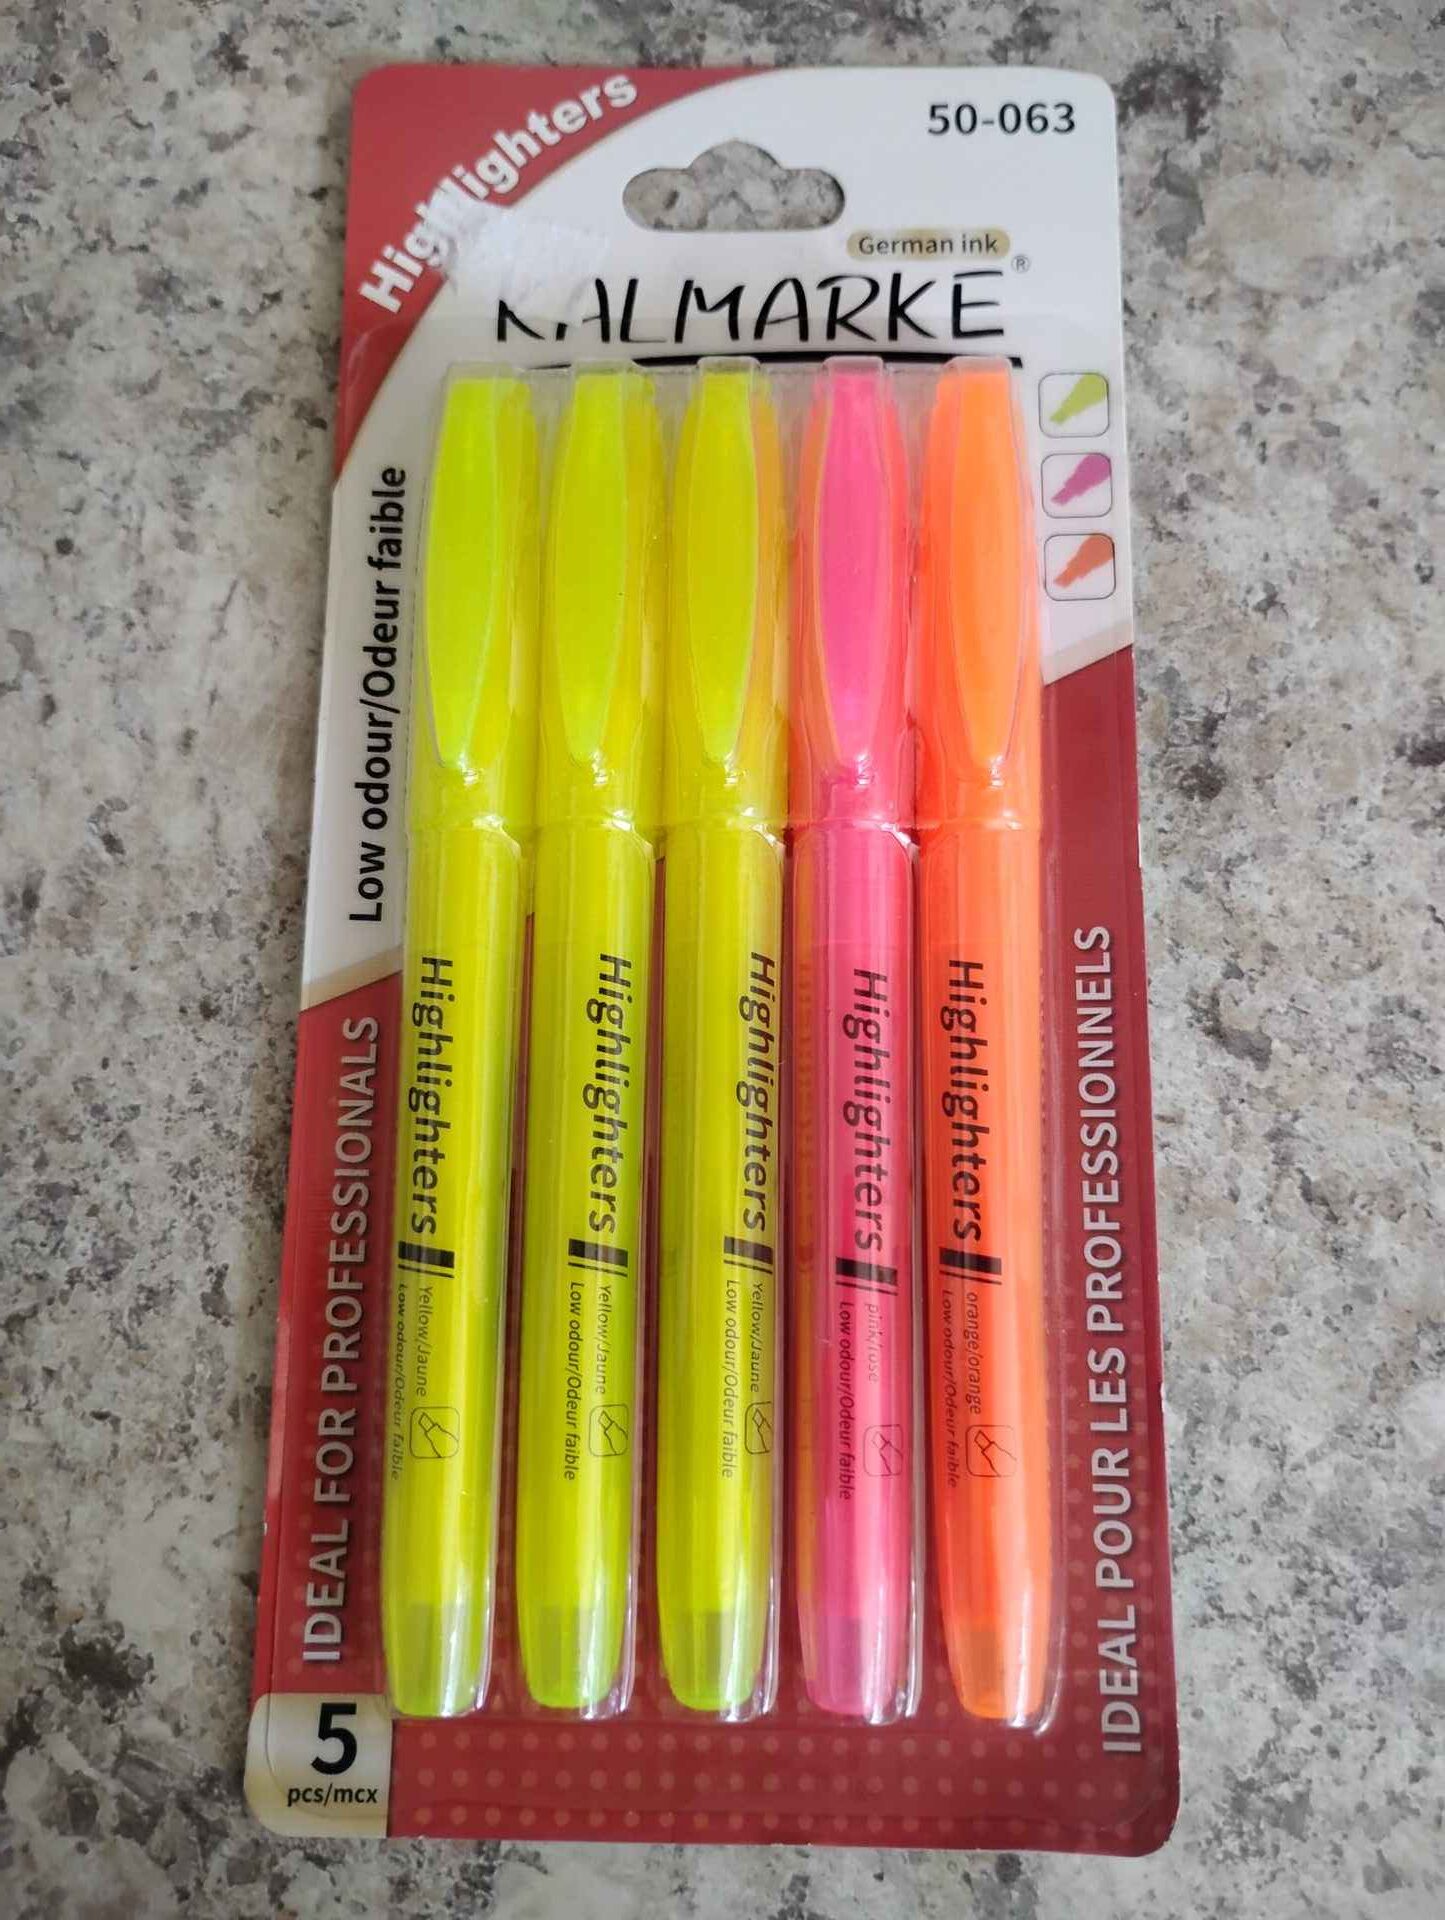 Highlighters
50-063
German ink
KALMARKE®
Low odour/Odeur faible
IDEAL FOR PROFESSIONALS
Highlighters
Yellow/Jaune
Low odour/Odeur faible
Highlighters
Yellow/Jaune
Low odour/Odeur faible
Highlighters
Yellow/Jaune
Low odour/Odeur faible
Highlighters
pink/rose
Low odour/Odeur faible
Highlighters
orange/orange
Low odour/Odeur faible
IDEAL POUR LES PROFESSIONNELS
5
pcs/mcx